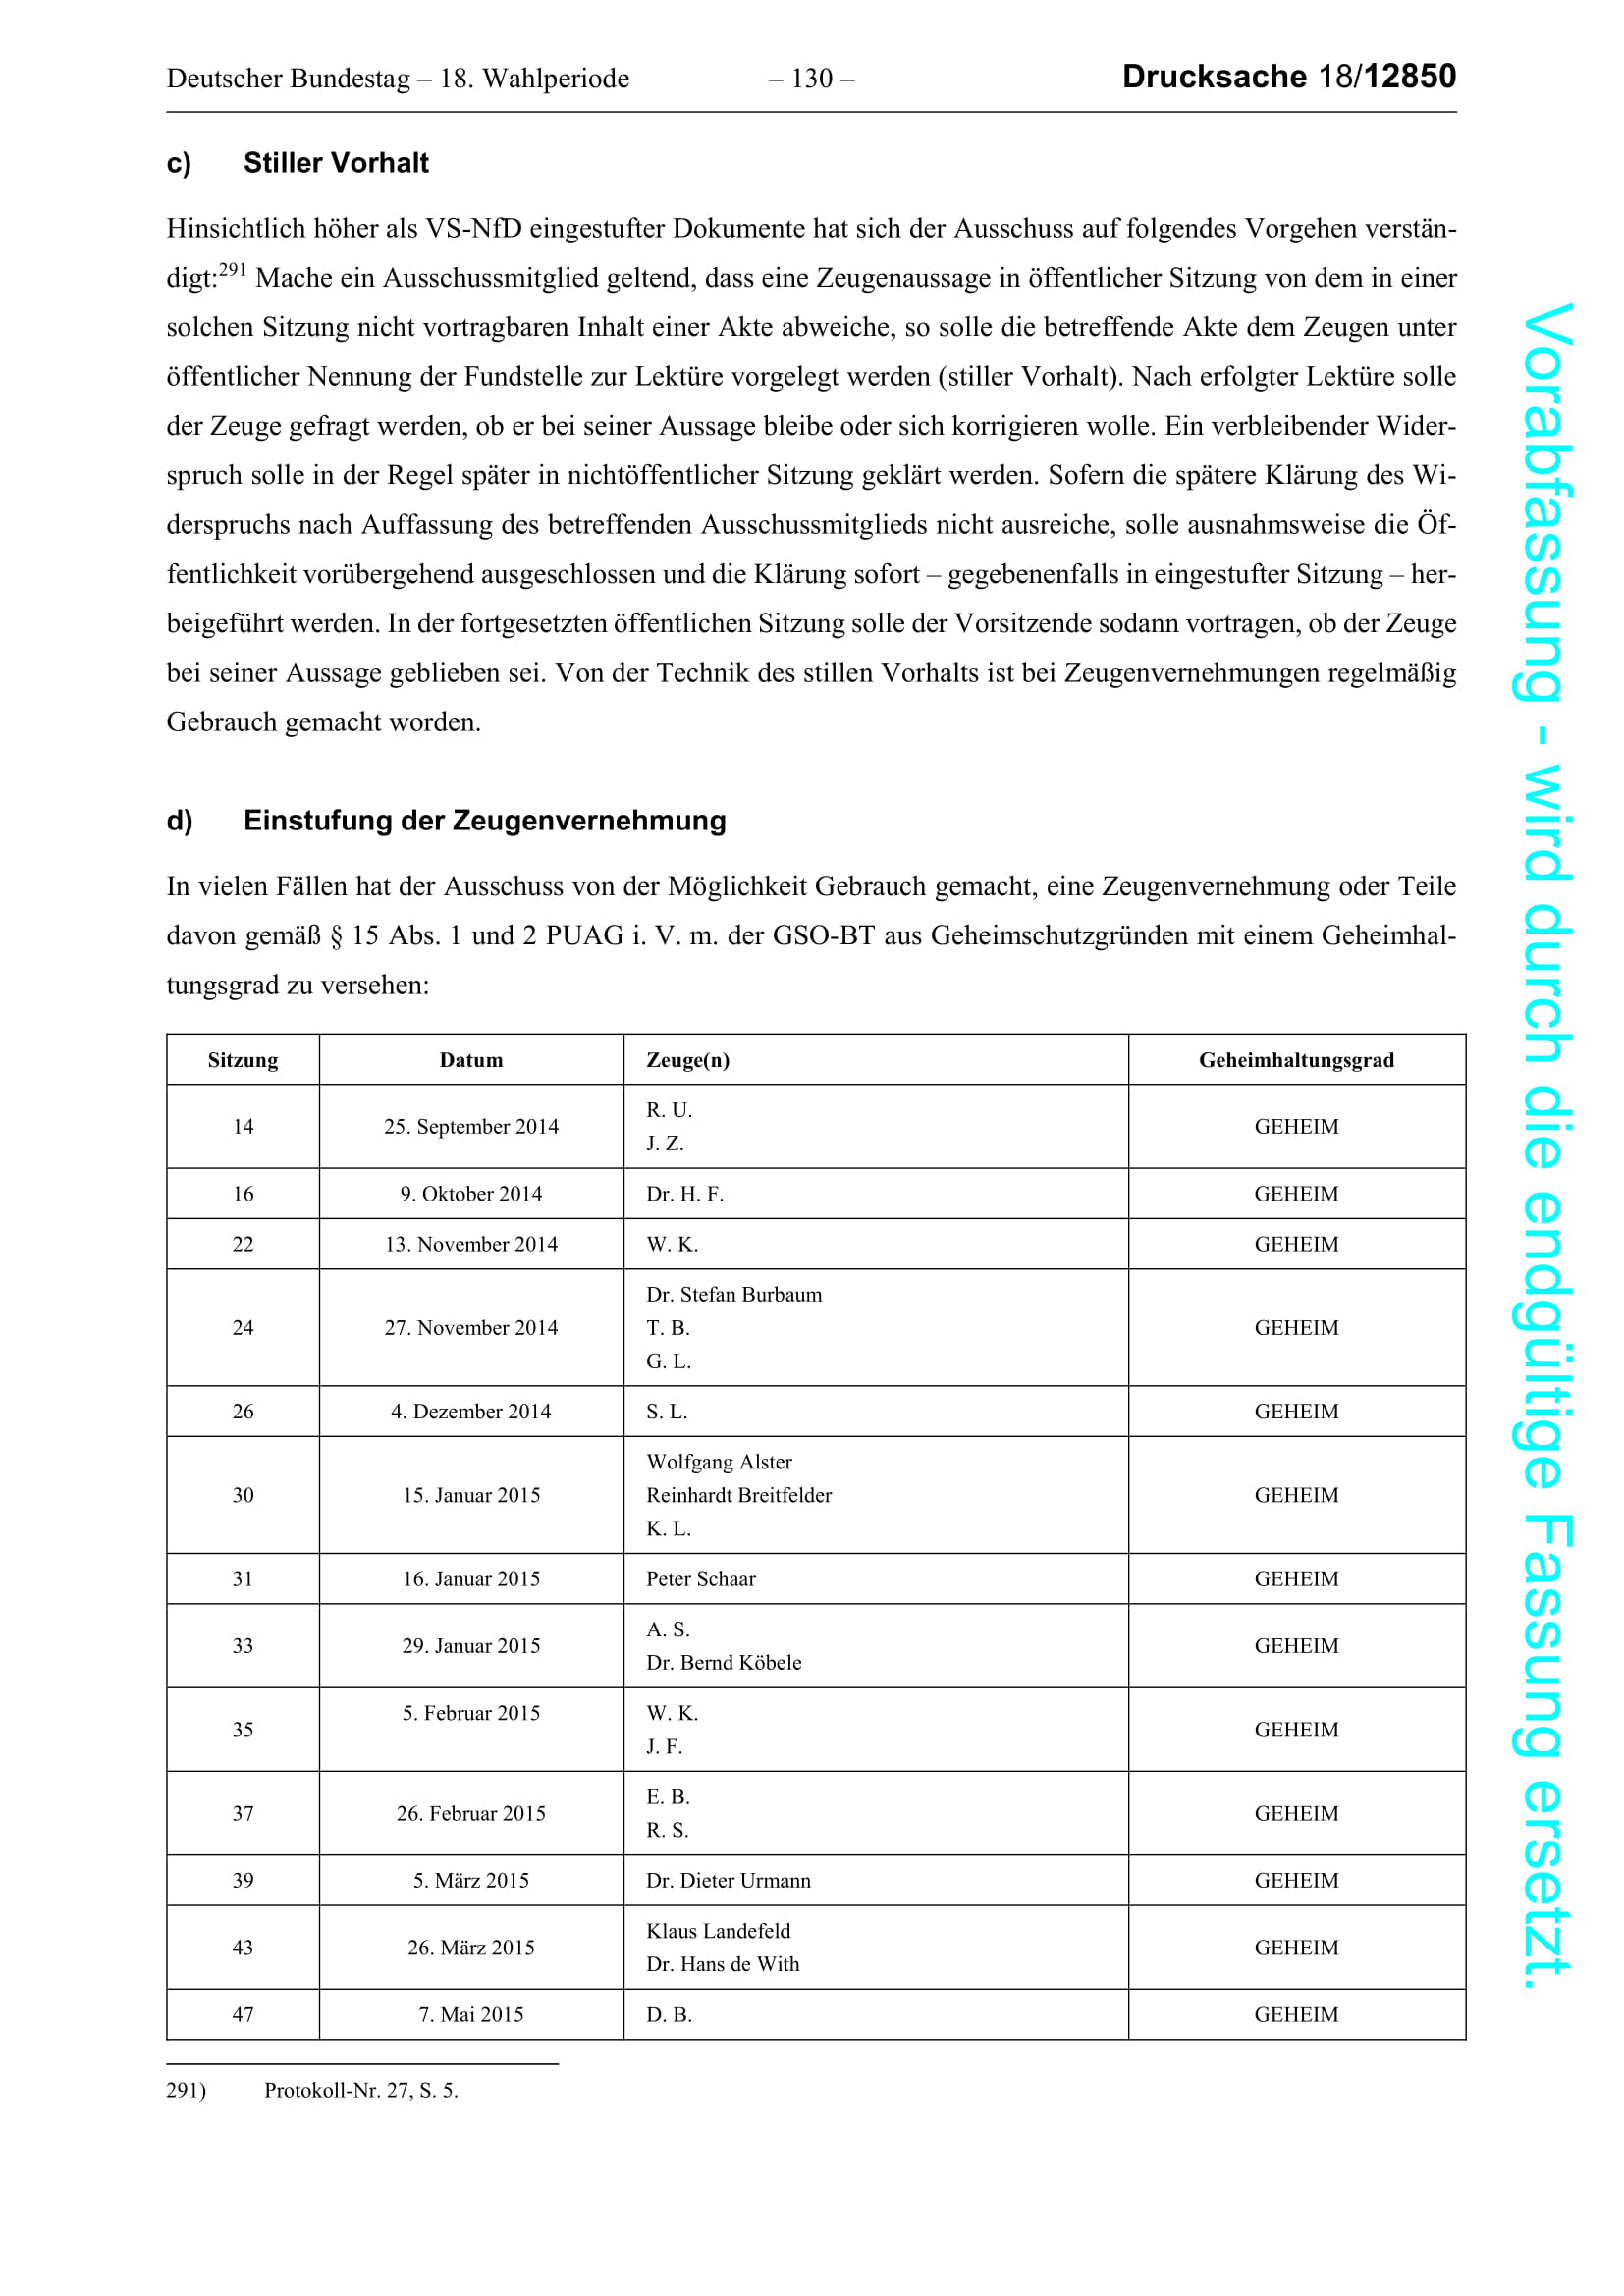 Deutscher Bundestag – 18. Wahlperiode – 130 – Drucksache 18/12850
c) Stiller Vorhalt
Hinsichtlich höher als VS-NfD eingestufter Dokumente hat sich der Ausschuss auf folgendes Vorgehen verstän-
digt:291 Mache ein Ausschussmitglied geltend, dass eine Zeugenaussage in öffentlicher Sitzung von dem in einer
solchen Sitzung nicht vortragbaren Inhalt einer Akte abweiche, so solle die betreffende Akte dem Zeugen unter
öffentlicher Nennung der Fundstelle zur Lektüre vorgelegt werden (stiller Vorhalt). Nach erfolgter Lektüre solle
der Zeuge gefragt werden, ob er bei seiner Aussage bleibe oder sich korrigieren wolle. Ein verbleibender Wider-
spruch solle in der Regel später in nichtöffentlicher Sitzung geklärt werden. Sofern die spätere Klärung des Wi-
derspruchs nach Auffassung des betreffenden Ausschussmitglieds nicht ausreiche, solle ausnahmsweise die Öf-
fentlichkeit vorübergehend ausgeschlossen und die Klärung sofort – gegebenenfalls in eingestufter Sitzung – her-
beigeführt werden. In der fortgesetzten öffentlichen Sitzung solle der Vorsitzende sodann vortragen, ob der Zeuge
bei seiner Aussage geblieben sei. Von der Technik des stillen Vorhalts ist bei Zeugenvernehmungen regelmäßig
Gebrauch gemacht worden.
d) Einstufung der Zeugenvernehmung
In vielen Fällen hat der Ausschuss von der Möglichkeit Gebrauch gemacht, eine Zeugenvernehmung oder Teile
davon gemäß § 15 Abs. 1 und 2 PUAG i. V. m. der GSO-BT aus Geheimschutzgründen mit einem Geheimhal-
tungsgrad zu versehen:
Sitzung Datum Zeuge(n) Geheimhaltungsgrad
14 25. September 2014 R. U. GEHEIM
J. Z.
16 9. Oktober 2014 Dr. H. F. GEHEIM
22 13. November 2014 W. K. GEHEIM
Dr. Stefan Burbaum
24 27. November 2014 T. B. GEHEIM
G. L.
26 4. Dezember 2014 S. L. GEHEIM
Wolfgang Alster
30 15. Januar 2015 Reinhardt Breitfelder GEHEIM
K. L.
31 16. Januar 2015 Peter Schaar GEHEIM
33 29. Januar 2015 A. S. GEHEIM
Dr. Bernd Köbele
35 5. Februar 2015 W. K. GEHEIM
J. F.
37 26. Februar 2015 E. B. GEHEIM
R. S.
39 5. März 2015 Dr. Dieter Urmann GEHEIM
43 26. März 2015 Klaus Landefeld GEHEIM
Dr. Hans de With
47 7. Mai 2015 D. B. GEHEIM
291) Protokoll-Nr. 27, S. 5.
Vorabfassung - wird durch die endgültige Fassung ersetzt.